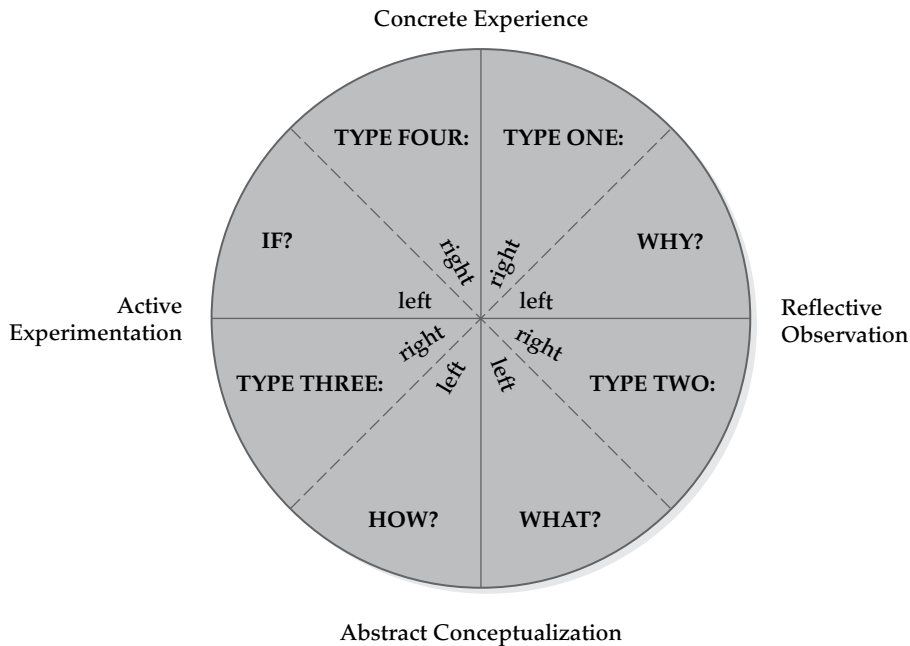 Concrete Experience
TYPE FOUR:
TYPE ONE:
IF?
WHY?
right
right
left
left
Active
Experimentation
Reflective
Observation
right
right
left
left
TYPE THREE:
TYPE TWO:
HOW?
WHAT?
Abstract Conceptualization